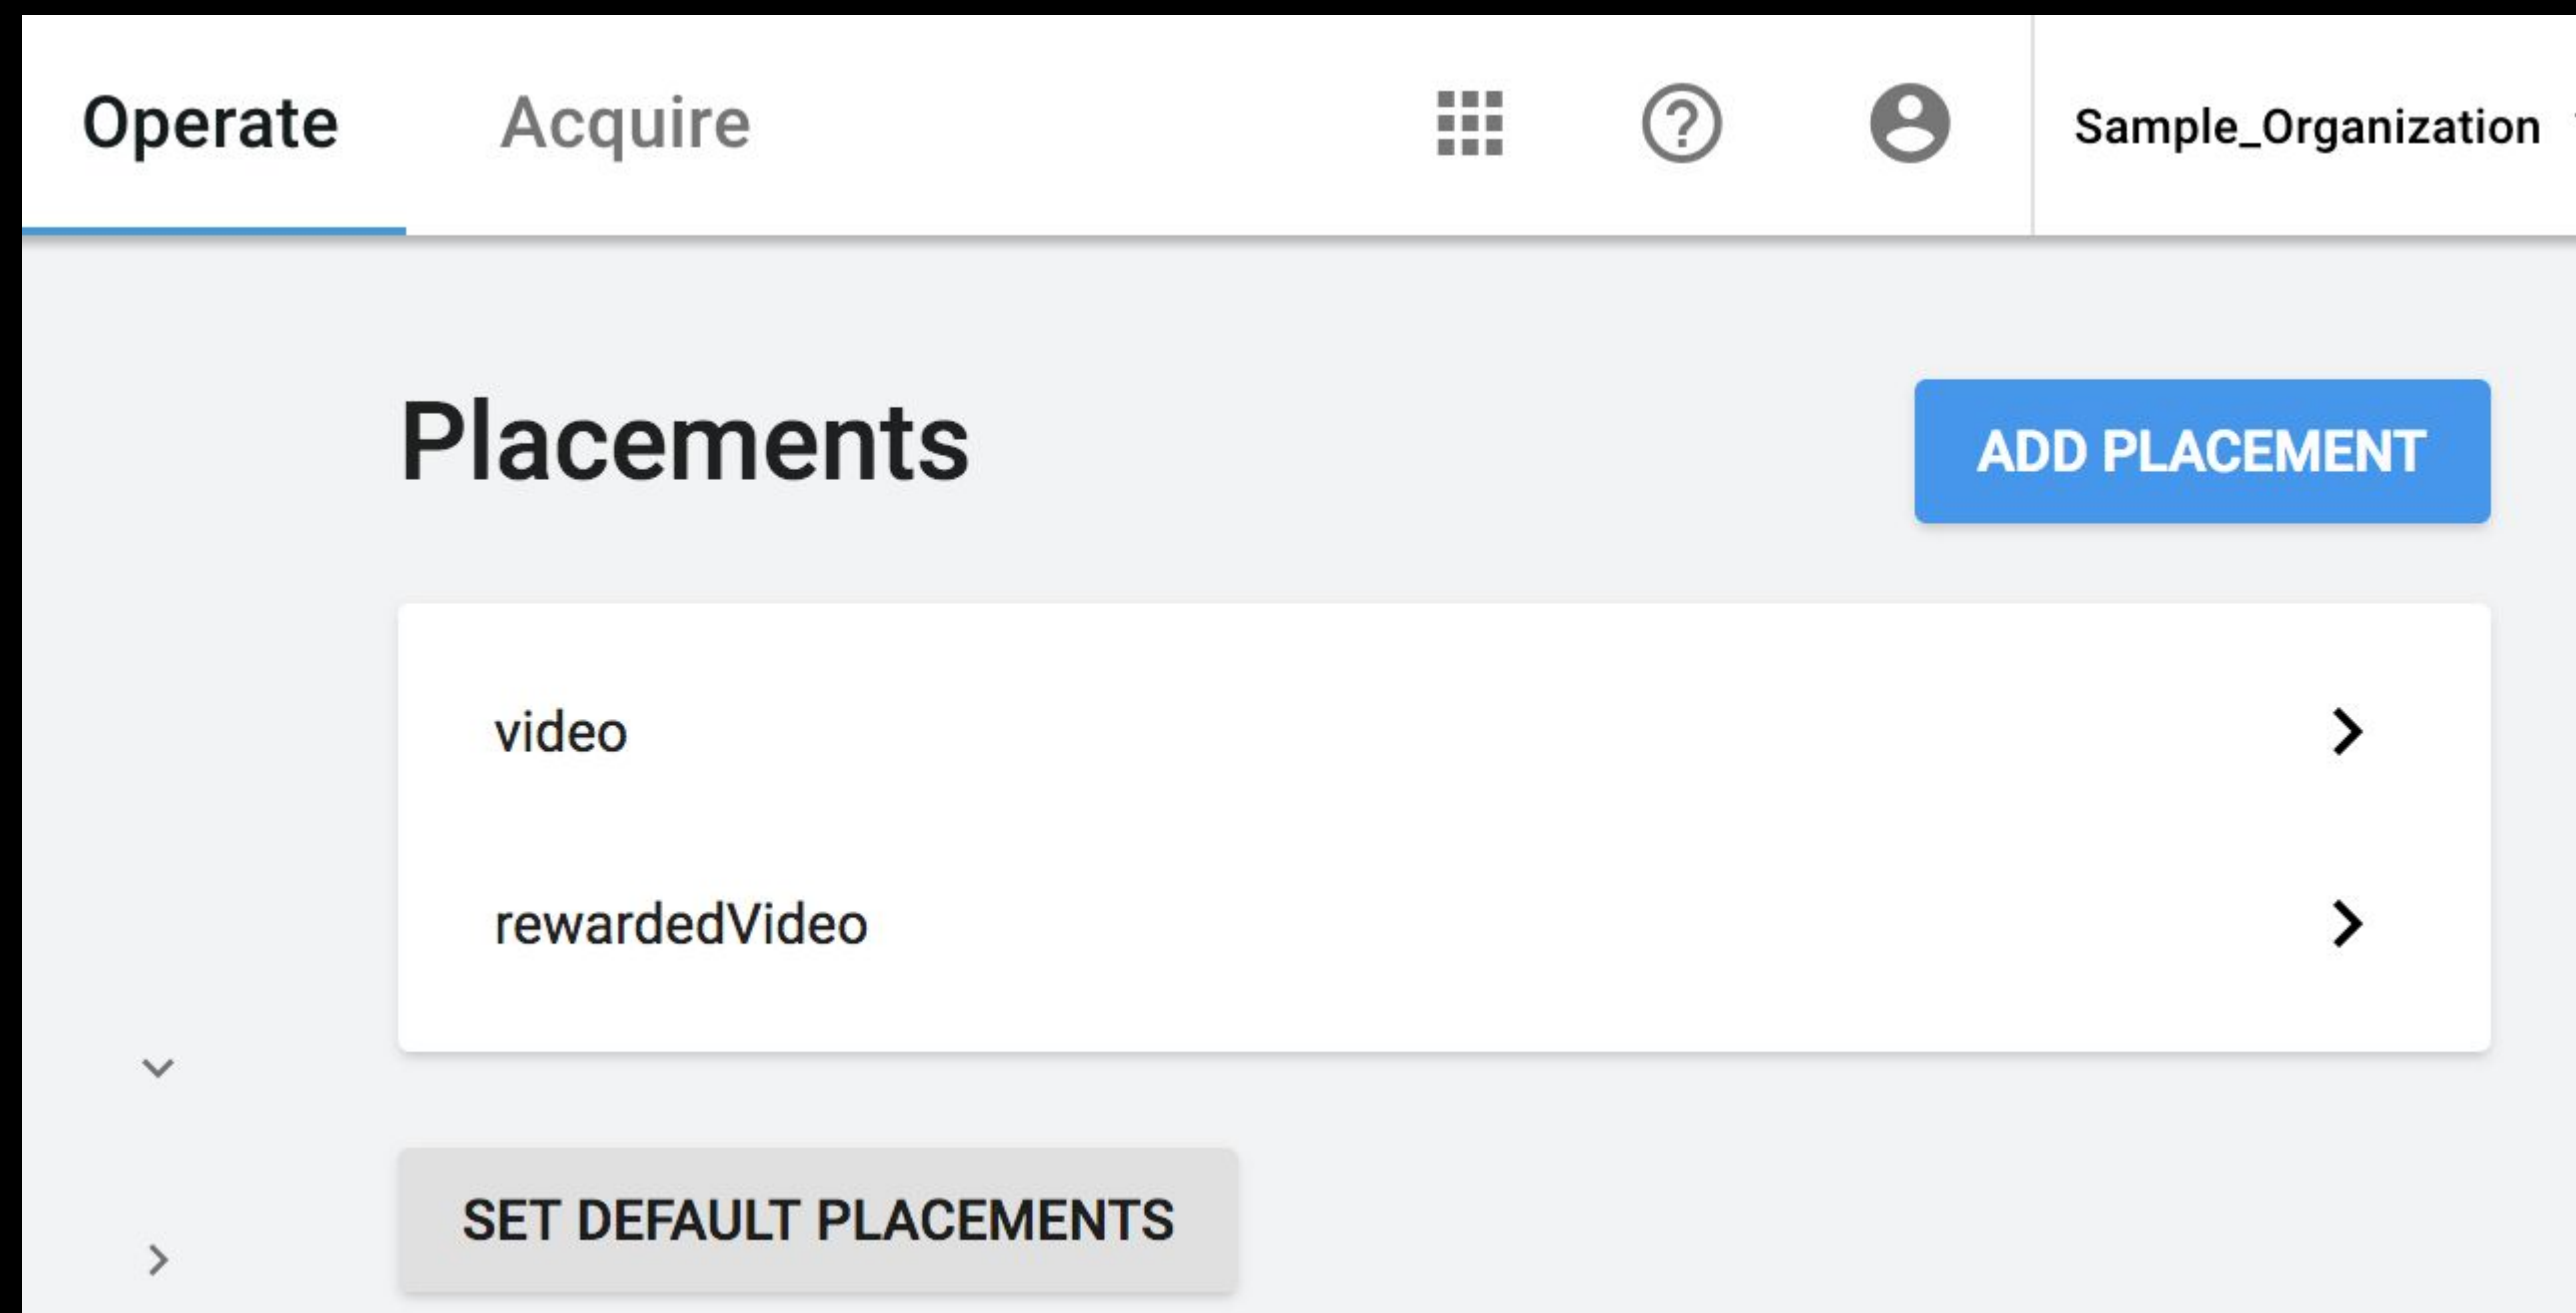 Operate Acquire Sample_Organization
Placements ADD PLACEMENT
video
rewardedVideo
SET DEFAULT PLACEMENTS